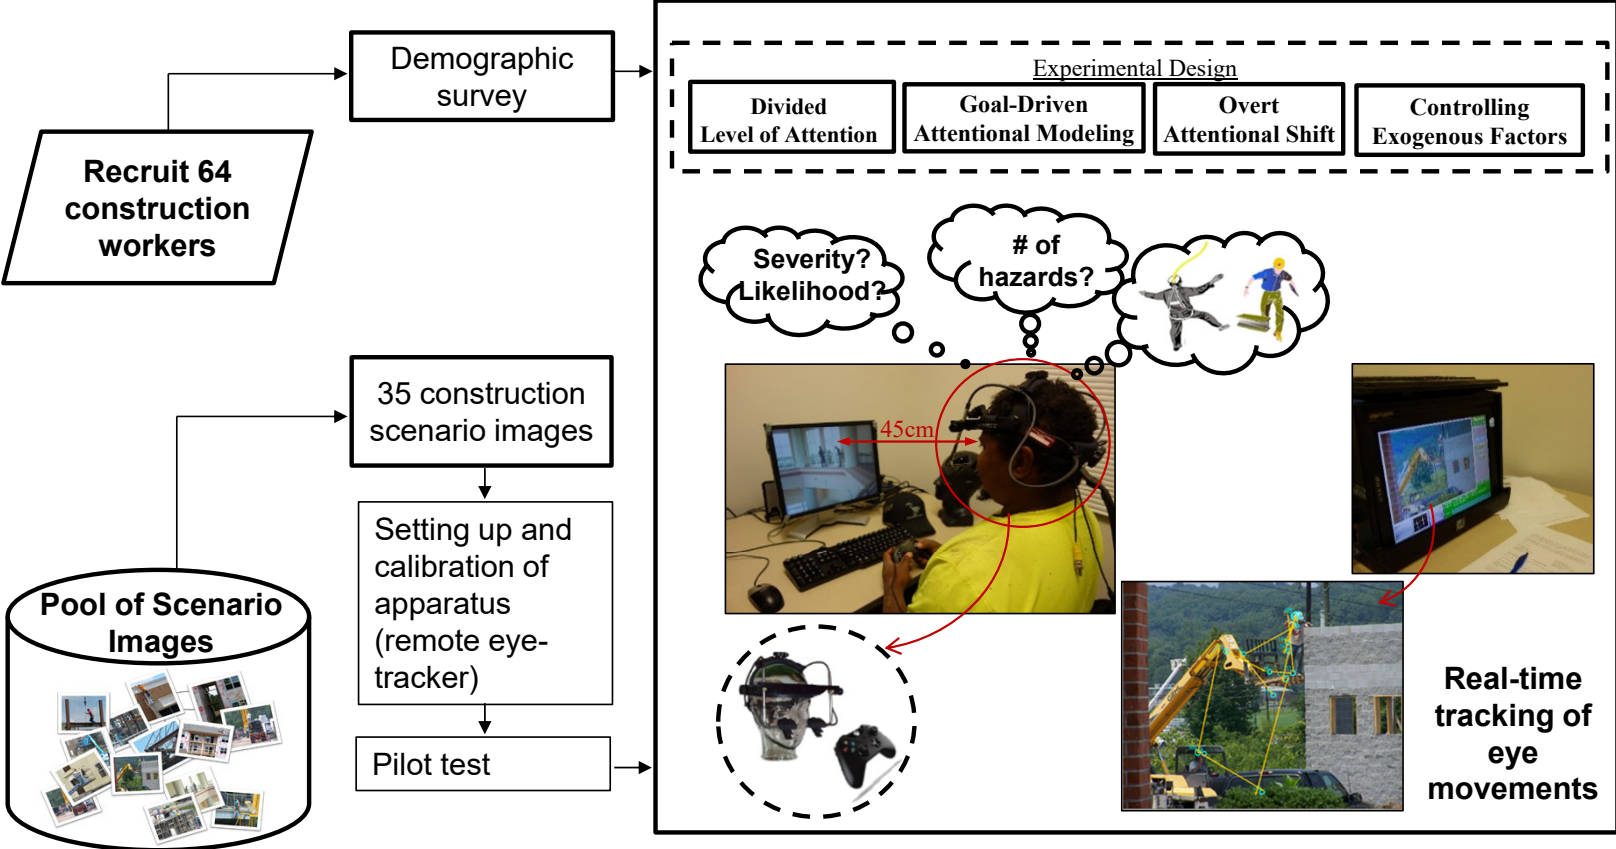 Demographic
survey
Recruit 64
construction
workers
35 construction
scenario images
Setting up and
calibration of
apparatus
(remote eye-
tracker)
Pilot test
Pool of Scenario
Images
Experimental Design
Divided
Level of Attention
Goal-Driven
Attentional Modeling
Overt
Attentional Shift
Controlling
Exogenous Factors
Severity?
Likelihood?
# of
hazards?
45cm
Real-time
tracking of
eye
movements